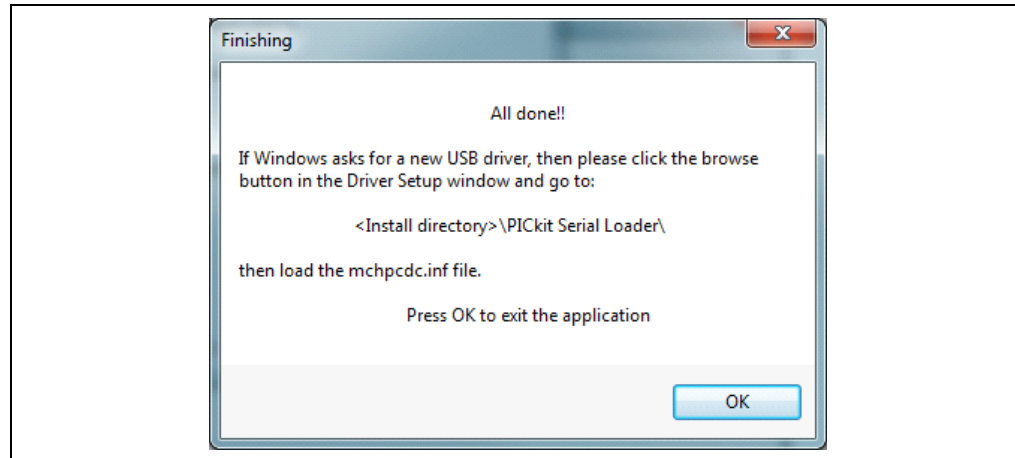 Finishing
All done!!
If Windows asks for a new USB driver, then please click the browse
button in the Driver Setup window and go to:
<Install directory>\PICkit Serial Loader\
then load the mchpcdc.inf file.
Press OK to exit the application
OK